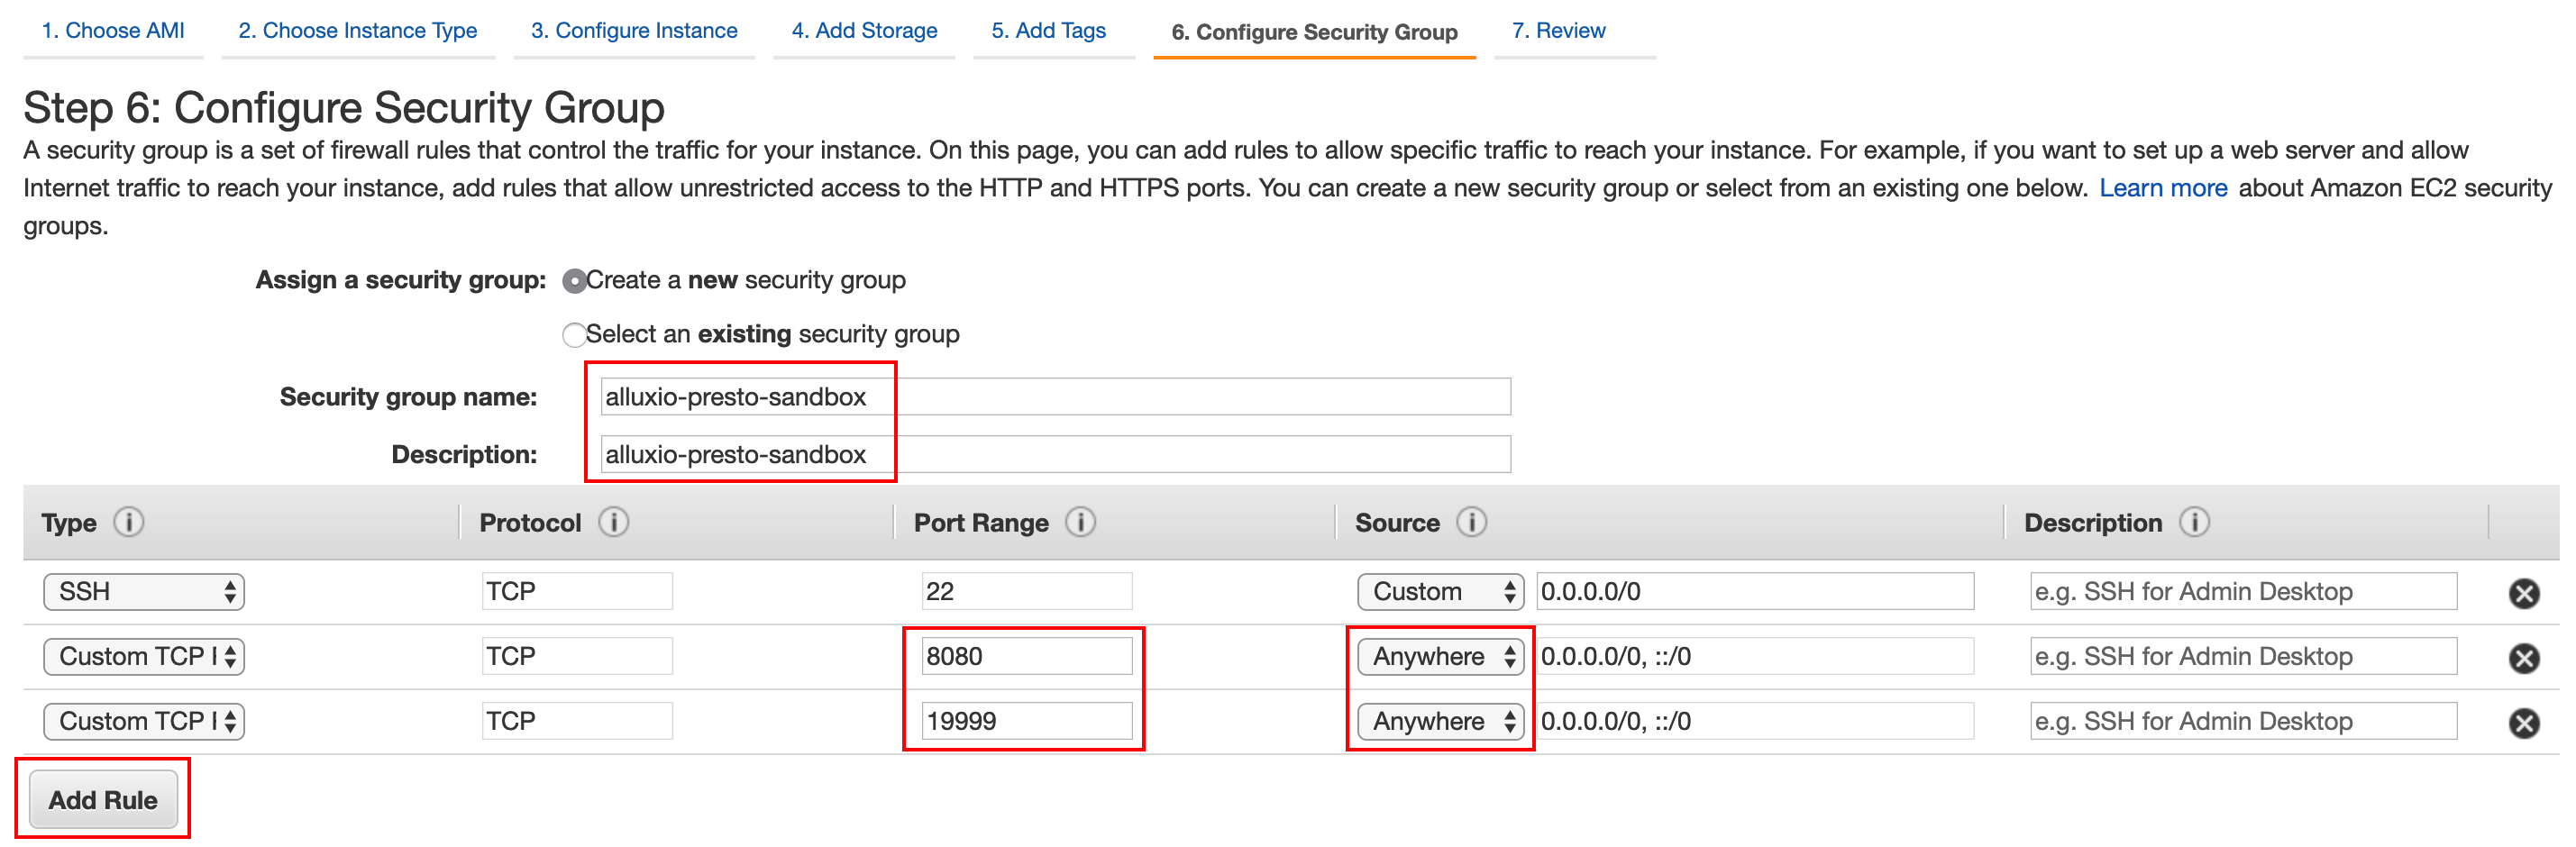 1. Choose AMI 2. Choose Instance Type 3. Configure Instance 4. Add Storage 5. Add Tags 6. Configure Security Group 7. Review
Step 6: Configure Security Group
A security group is a set of firewall rules that control the traffic for your instance. On this page, you can add rules to allow specific traffic to reach your instance. For example, if you want to set up a web server and allow
Internet traffic to reach your instance, add rules that allow unrestricted access to the HTTP and HTTPS ports. You can create a new security group or select from an existing one below. Learn more about Amazon EC2 security
groups.
Assign a security group: Create a new security group
Select an existing security group
Security group name: alluxio-presto-sandbox
Description: alluxio-presto-sandbox
Type i Protocol i Port Range i Source i Description i
SSH TCP 22 Custom 0.0.0.0/0 e.g. SSH for Admin Desktop
Custom TCP TCP 8080 Anywhere 0.0.0.0/0, ::/0 e.g. SSH for Admin Desktop
Custom TCP TCP 19999 Anywhere 0.0.0.0/0, ::/0 e.g. SSH for Admin Desktop
Add Rule